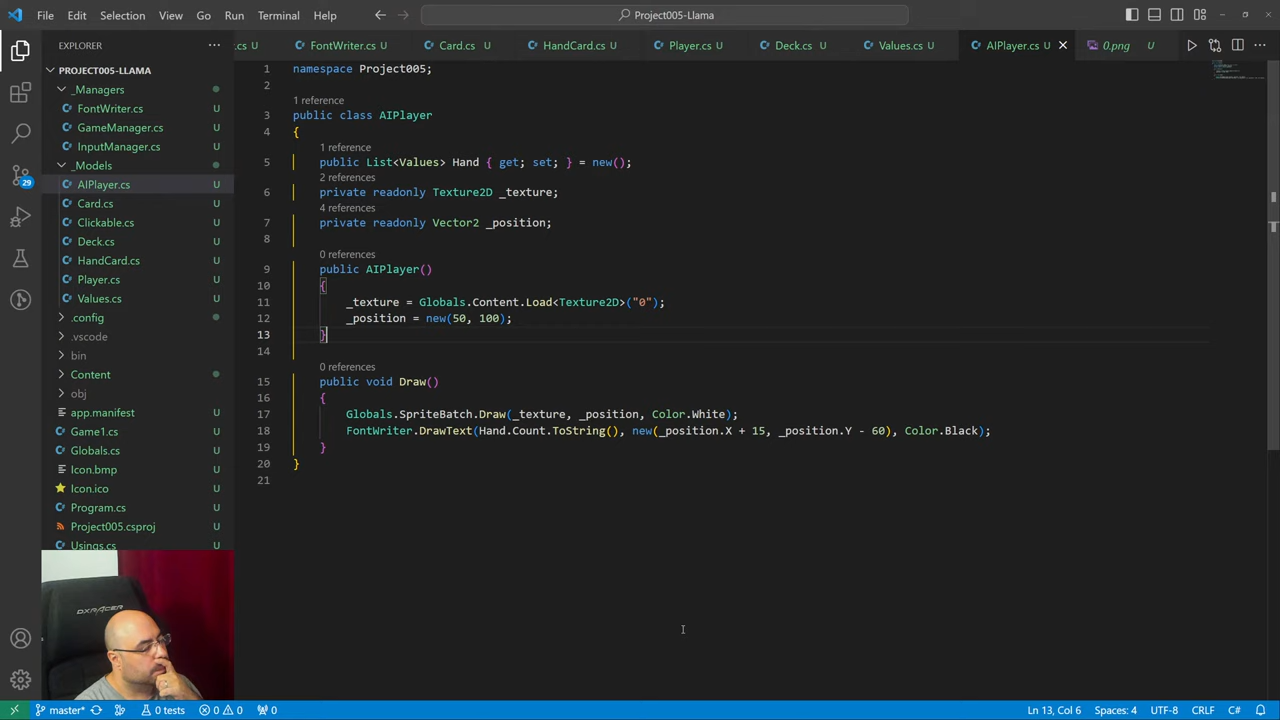 File Edit Selection View Go Run Terminal Help
Project005-Llama
EXPLORER
.cs U FontWriter.cs U Card.cs U HandCard.cs U Player.cs U Deck.cs U Values.cs U AIPlayer.cs U 0.png U
PROJECT005-LLAMA
_Managers
FontWriter.cs U
GameManager.cs U
InputManager.cs U
_Models
AIPlayer.cs U
Card.cs U
Clickable.cs U
Deck.cs U
HandCard.cs U
Player.cs U
Values.cs U
.config
.vscode
bin
Content
obj
app.manifest U
Game1.cs U
Globals.cs U
Icon.bmp U
Icon.ico U
Program.cs U
Project005.csproj U
Usings.cs U
29
1 namespace Project005;
2
1 reference
3 public class AIPlayer
4 {
1 reference
5 public List<Values> Hand { get; set; } = new();
2 references
6 private readonly Texture2D _texture;
4 references
7 private readonly Vector2 _position;
8
0 references
9 public AIPlayer()
10 {
11 _texture = Globals.Content.Load<Texture2D>("0");
12 _position = new(50, 100);
13 }
14
0 references
15 public void Draw()
16 {
17 Globals.SpriteBatch.Draw(_texture, _position, Color.White);
18 FontWriter.DrawText(Hand.Count.ToString(), new(_position.X + 15, _position.Y - 60), Color.Black);
19 }
20 }
21
DXRACER
master* 0 tests 0 0 0 Ln 13, Col 6 Spaces: 4 UTF-8 CRLF C#